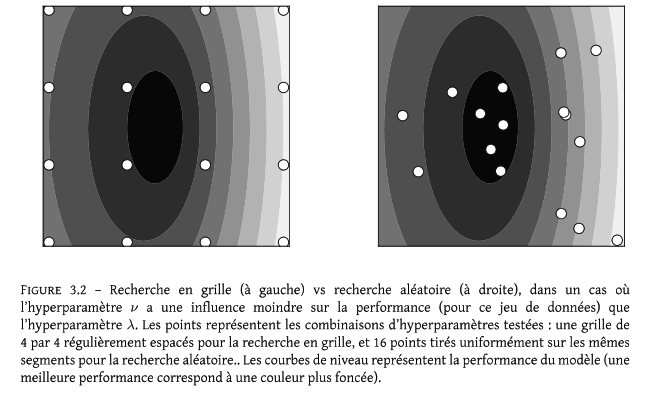 FIGURE 3.2 – Recherche en grille (à gauche) vs recherche aléatoire (à droite), dans un cas où
l'hyperparamètre ν a une influence moindre sur la performance (pour ce jeu de données) que
l'hyperparamètre λ. Les points représentent les combinaisons d'hyperparamètres testées : une grille de
4 par 4 régulièrement espacés pour la recherche en grille, et 16 points tirés uniformément sur les mêmes
segments pour la recherche aléatoire.. Les courbes de niveau représentent la performance du modèle (une
meilleure performance correspond à une couleur plus foncée).